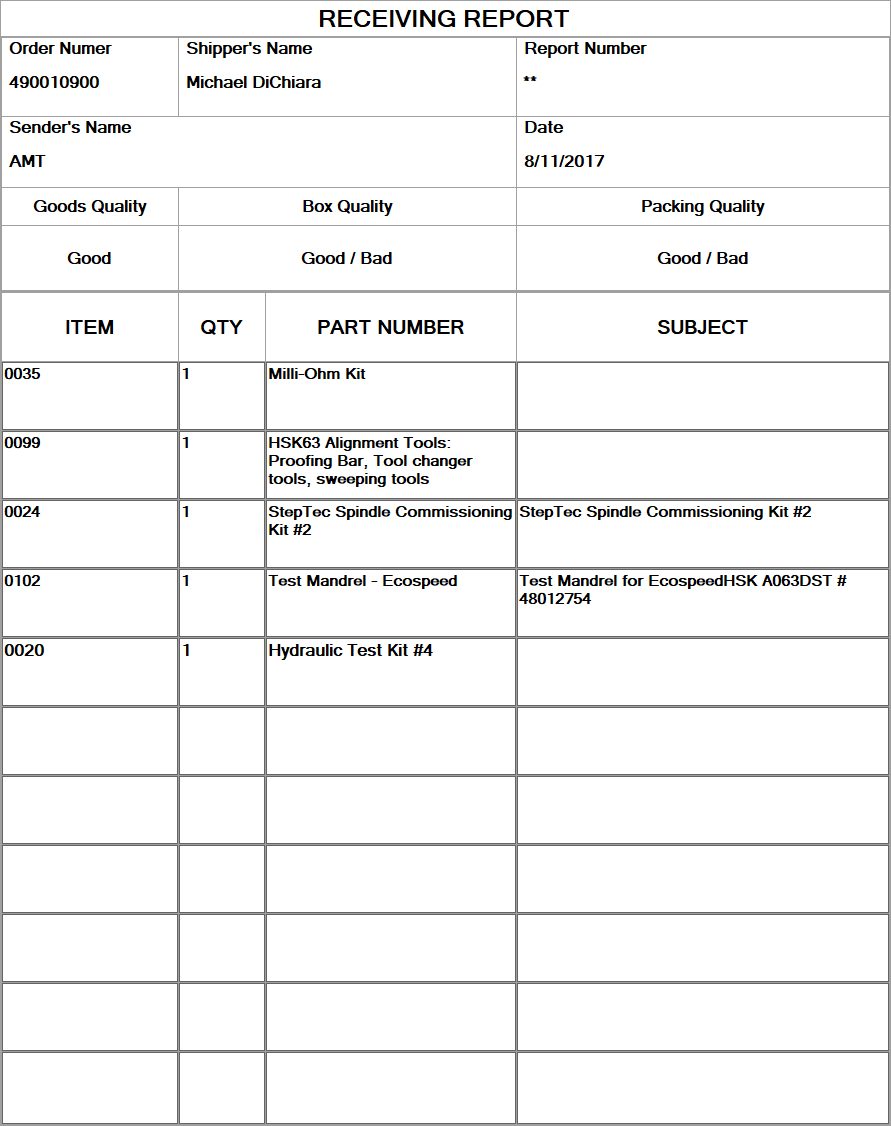 RECEIVING REPORT
Order Numer
490010900
Shipper's Name
Michael DiChiara
Report Number
**
Sender's Name
AMT
Date
8/11/2017
Goods Quality
Box Quality
Packing Quality
Good
Good / Bad
Good / Bad
ITEM
QTY
PART NUMBER
SUBJECT
0035
1
Milli-Ohm Kit
0099
1
HSK63 Alignment Tools:
Proofing Bar, Tool changer
tools, sweeping tools
0024
1
StepTec Spindle Commissioning
Kit #2
StepTec Spindle Commissioning Kit #2
0102
1
Test Mandrel - Ecospeed
Test Mandrel for EcospeedHSK A063DST #
48012754
0020
1
Hydraulic Test Kit #4